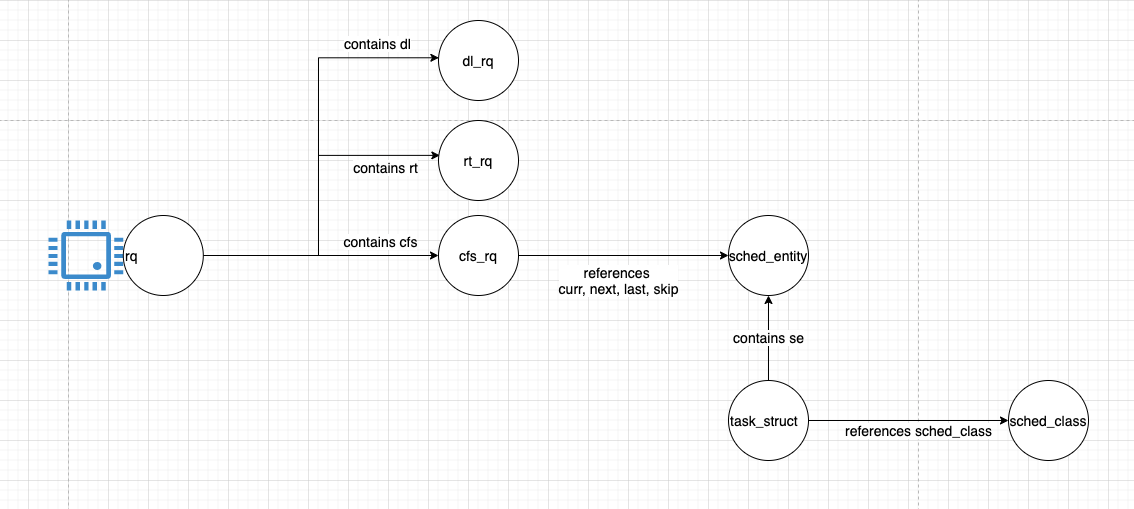 contains dl
dl_rq
contains rt
rt_rq
rq
contains cfs
cfs_rq
references
curr, next, last, skip
sched_entity
contains se
task_struct
references sched_class
sched_class